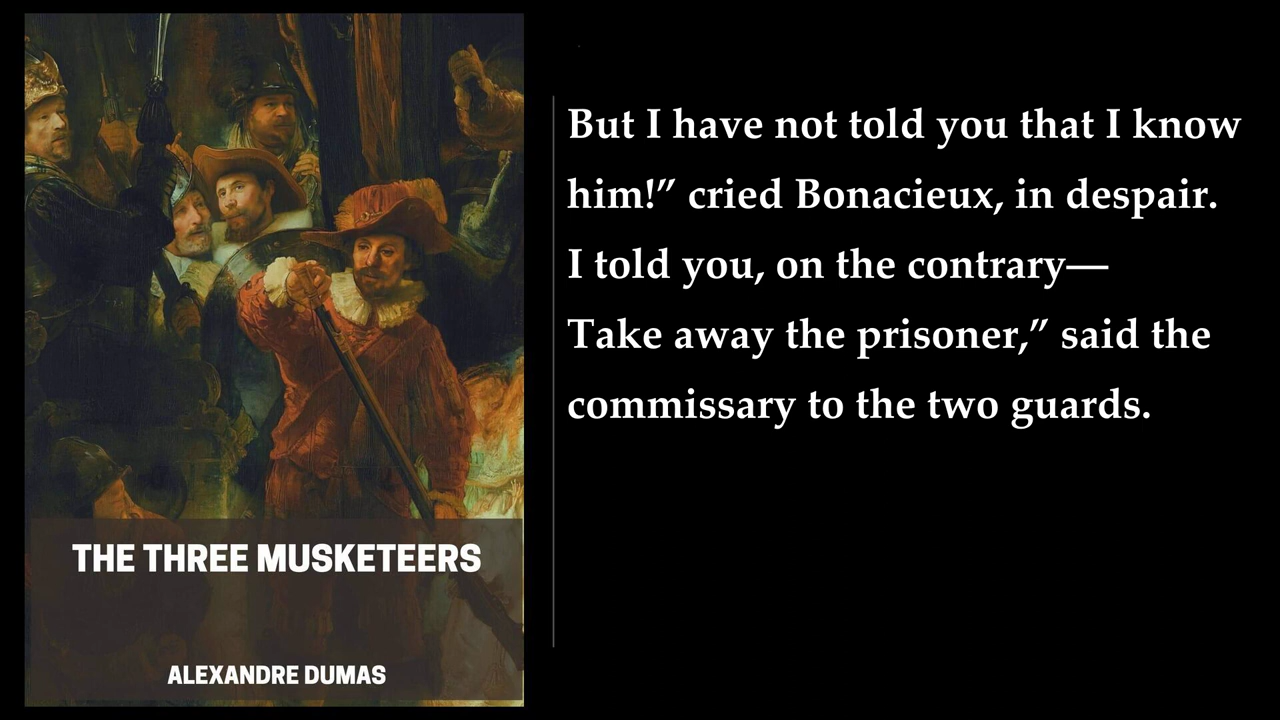 THE THREE MUSKETEERS
ALEXANDRE DUMAS
But I have not told you that I know
him!” cried Bonacieux, in despair.
I told you, on the contrary—
Take away the prisoner,” said the
commissary to the two guards.